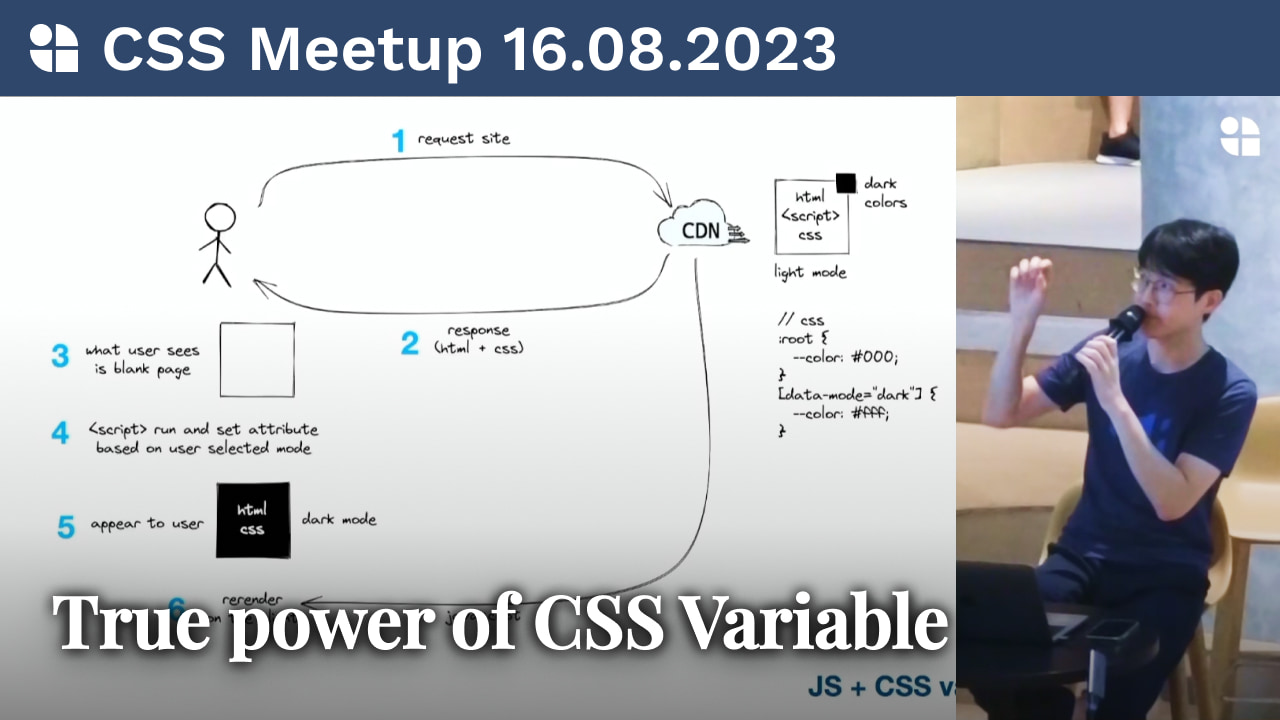 CSS Meetup 16.08.2023
1 request site
CDN
html
<script>
css
dark
colors
light mode
2 response
(html + css)
// css
:root {
--color: #000;
}
[data-mode="dark"] {
--color: #fff;
}
3 what user sees
is blank page
4 <script> run and set attribute
based on user selected mode
5 appear to user
html
css
dark mode
6 rerender
True power of CSS Variable
JS + CSS